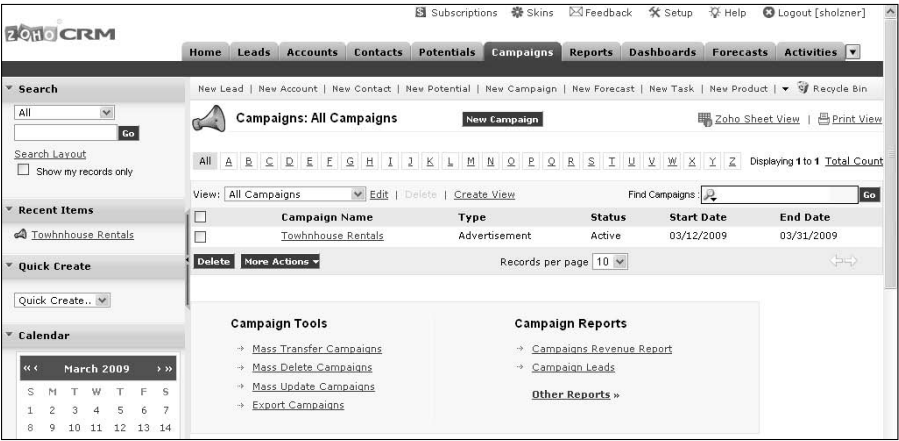 Subscriptions Skins Feedback Setup Help Logout [sholzner]
ZOHO CRM
Home Leads Accounts Contacts Potentials Campaigns Reports Dashboards Forecasts Activities
Search
All
Go
Search Layout
Show my records only
Recent Items
Towhnhouse Rentals
Quick Create
Quick Create..
Calendar
« ‹ March 2009 › »
S M T W T F S
1 2 3 4 5 6 7
8 9 10 11 12 13 14
New Lead | New Account | New Contact | New Potential | New Campaign | New Forecast | New Task | New Product | Recycle Bin
Campaigns: All Campaigns New Campaign Zoho Sheet View | Print View
All A B C D E F G H I J K L M N O P Q R S T U V W X Y Z Displaying 1 to 1 Total Count
View: All Campaigns Edit | Delete | Create View Find Campaigns : Go
Campaign Name Type Status Start Date End Date
Towhnhouse Rentals Advertisement Active 03/12/2009 03/31/2009
Delete More Actions Records per page 10
Campaign Tools
Mass Transfer Campaigns
Mass Delete Campaigns
Mass Update Campaigns
Export Campaigns
Campaign Reports
Campaigns Revenue Report
Campaign Leads
Other Reports »